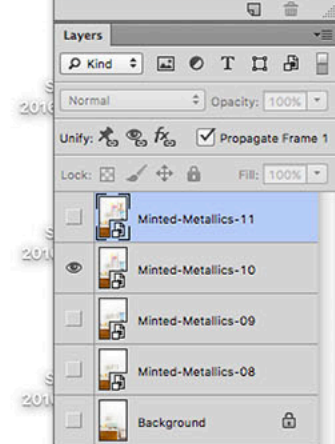 Layers
Kind T
2016
Normal Opacity: 100%
Unify: Propagate Frame 1
Lock: Fill: 100%
Minted-Metallics-11
Minted-Metallics-10
Minted-Metallics-09
Minted-Metallics-08
Background